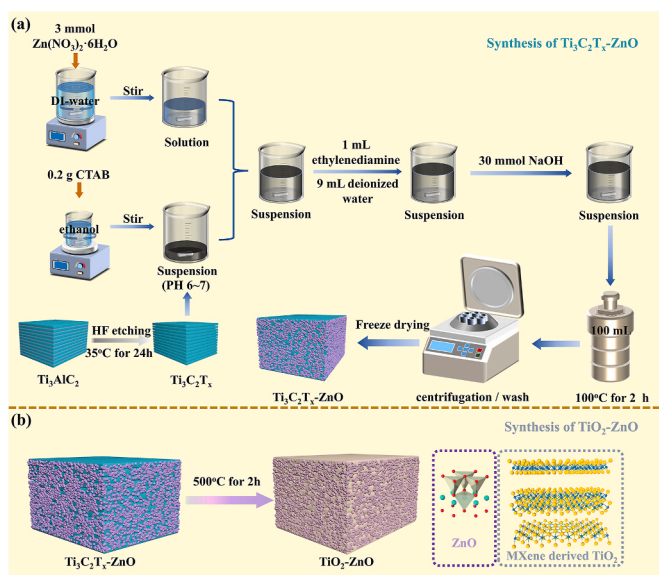 (a)
3 mmol
Zn(NO₃)₂·6H₂O
Synthesis of Ti₃C₂Tₓ-ZnO
DI-water
Stir
Solution
0.2 g CTAB
ethanol
Stir
Suspension
(PH 6~7)
Suspension
1 mL
ethylenediamine
9 mL deionized
water
Suspension
30 mmol NaOH
Suspension
HF etching
35°C for 24h
Ti₃AlC₂
Ti₃C₂Tₓ
Freeze drying
Ti₃C₂Tₓ-ZnO
centrifugation / wash
100 mL
100°C for 2 h
(b)
Synthesis of TiO₂-ZnO
500°C for 2h
Ti₃C₂Tₓ-ZnO
TiO₂-ZnO
ZnO
MXene derived TiO₂